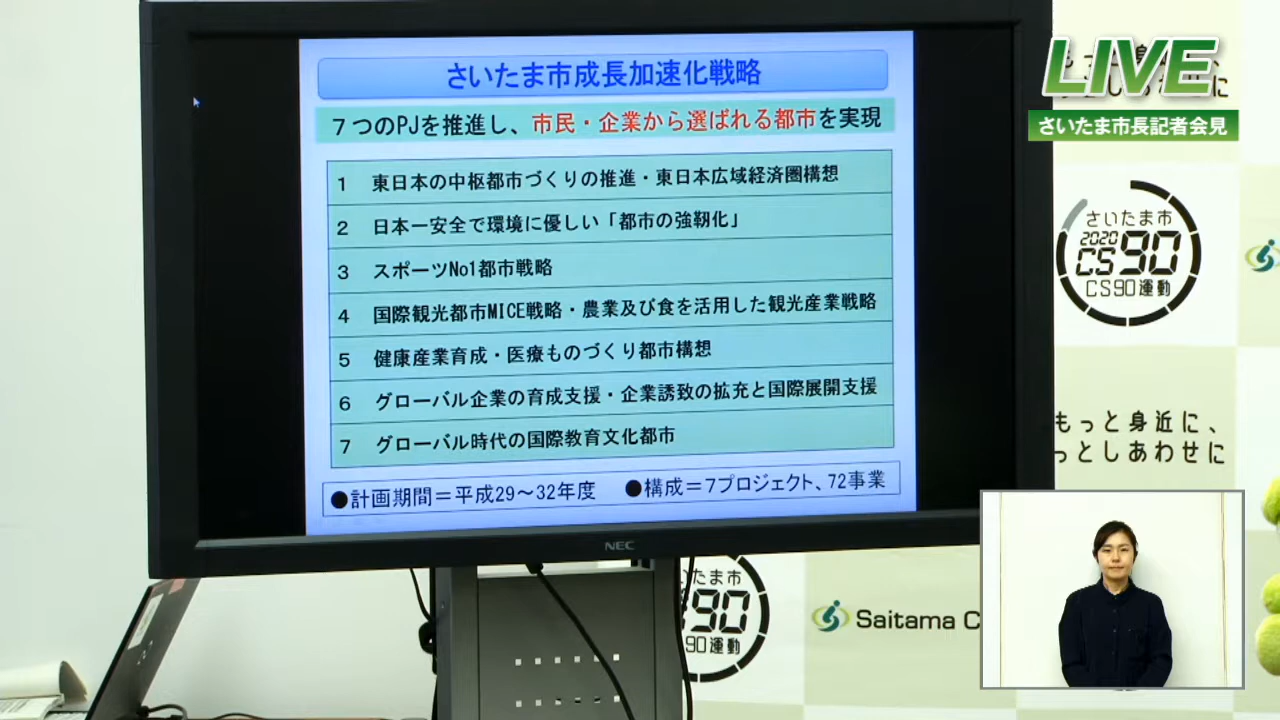 さいたま市成長加速化戦略
7つのPJを推進し、市民・企業から選ばれる都市を実現
1 東日本の中枢都市づくりの推進・東日本広域経済圏構想
2 日本一安全で環境に優しい「都市の強靭化」
3 スポーツNo1都市戦略
4 国際観光都市MICE戦略・農業及び食を活用した観光産業戦略
5 健康産業育成・医療ものづくり都市構想
6 グローバル企業の育成支援・企業誘致の拡充と国際展開支援
7 グローバル時代の国際教育文化都市
●計画期間=平成29~32年度 ●構成=7プロジェクト、72事業
NEC
LIVE
さいたま市長記者会見
さいたま市
2020
CS90
CS90運動
もっと身近に、
っとしあわせに
いたま市
90
90運動
Saitama C